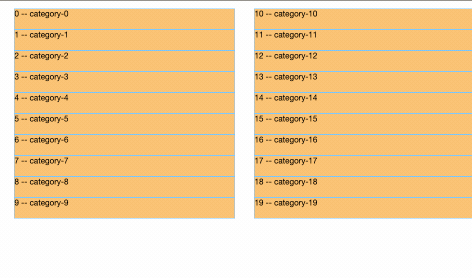 0 -- category-0
1 -- category-1
2 -- category-2
3 -- category-3
4 -- category-4
5 -- category-5
6 -- category-6
7 -- category-7
8 -- category-8
9 -- category-9
10 -- category-10
11 -- category-11
12 -- category-12
13 -- category-13
14 -- category-14
15 -- category-15
16 -- category-16
17 -- category-17
18 -- category-18
19 -- category-19